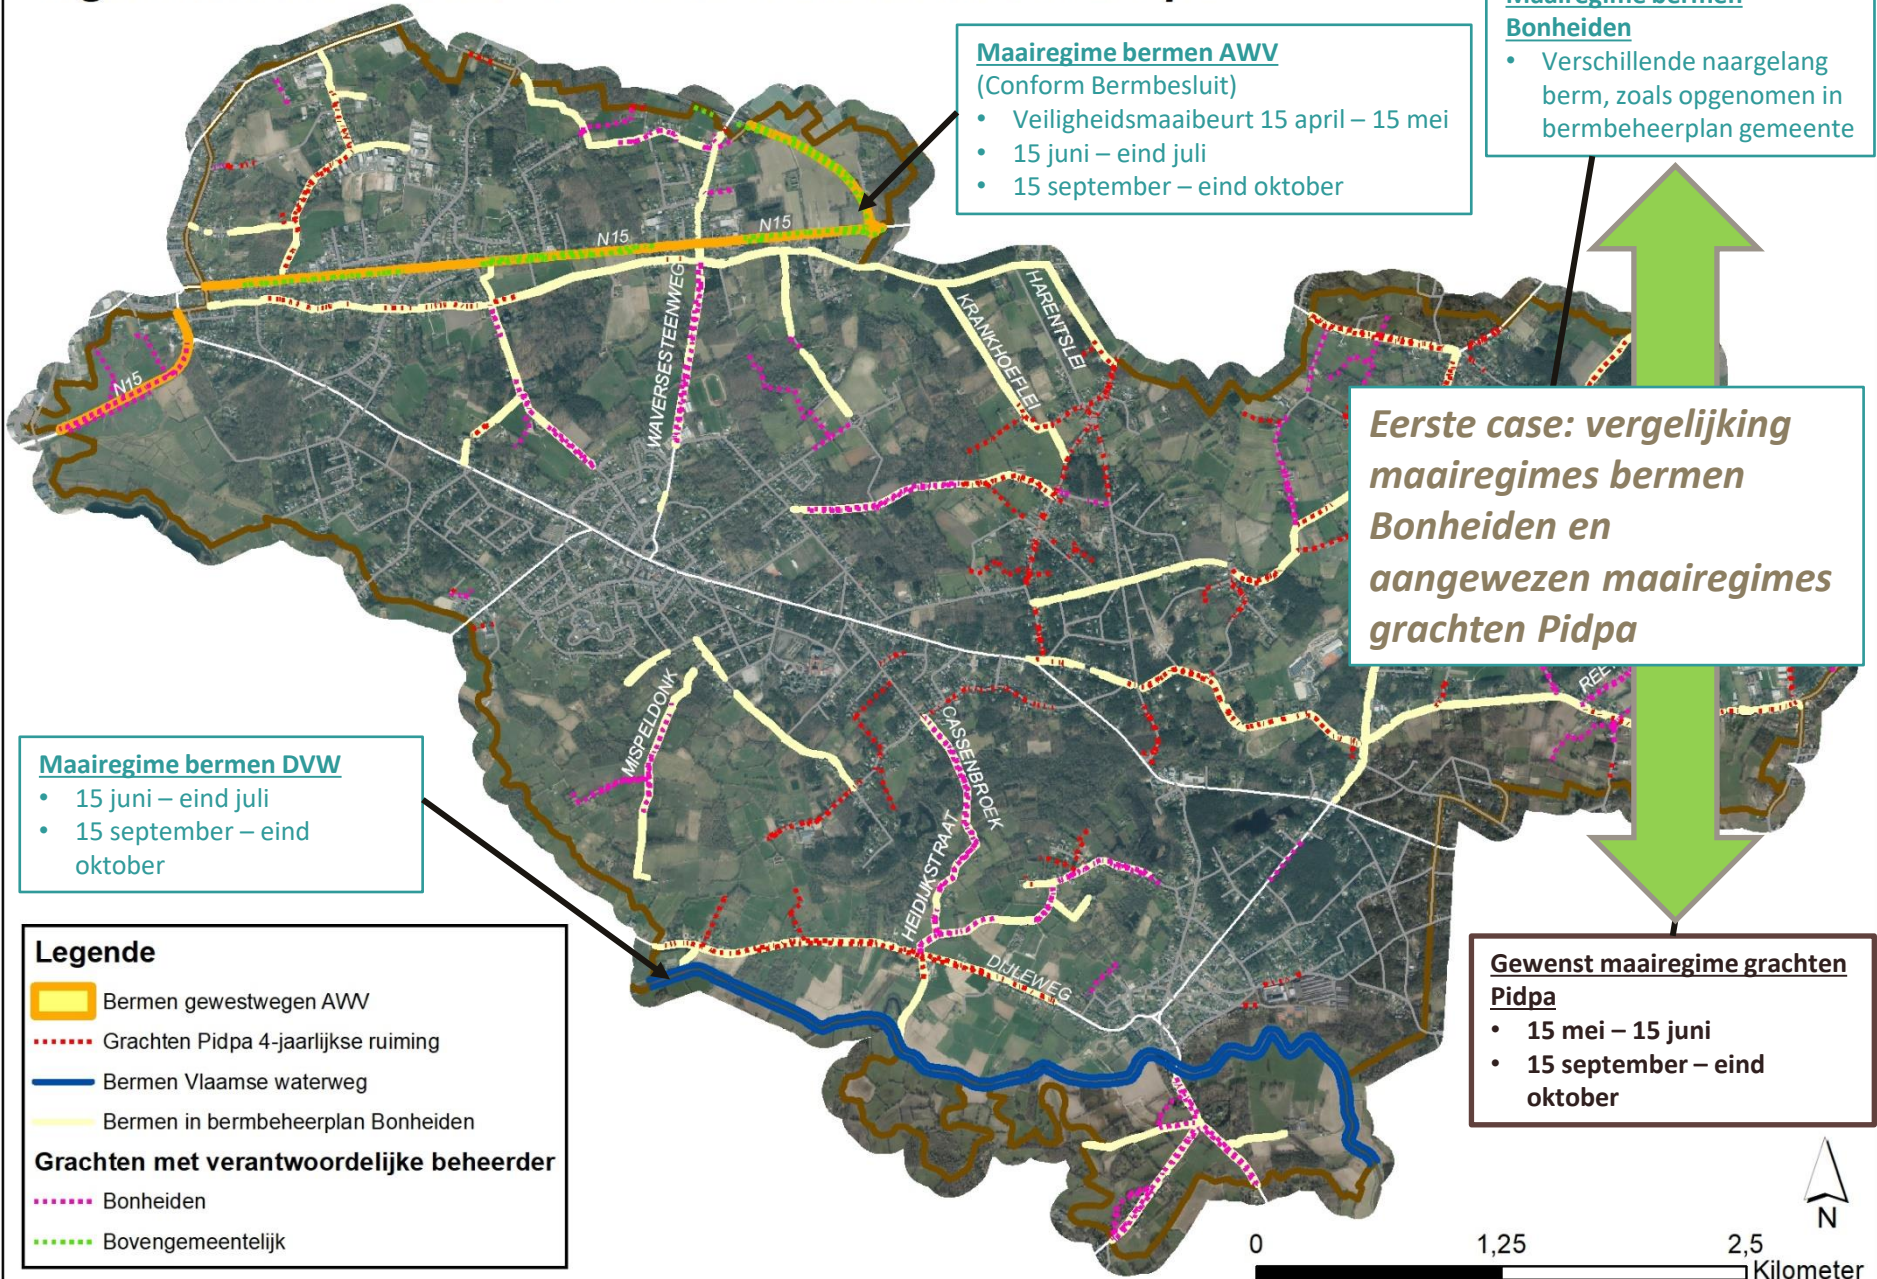 Maairegime bermen AWV
(Conform Bermbesluit)
• Veiligheidsmaaibeurt 15 april – 15 mei
• 15 juni – eind juli
• 15 september – eind oktober
Maairegime bermen
Bonheiden
• Verschillende naargelang
berm, zoals opgenomen in
bermbeheerplan gemeente
N15
N15
N15
WAVERSESTEENWEG
KRANKHOEFLEI
HARENTSLEI
Eerste case: vergelijking
maairegimes bermen
Bonheiden en
aangewezen maairegimes
grachten Pidpa
MISPELDONK
CASSENBROEK
HEIDIJKSTRAAT
DIJLEWEG
Maairegime bermen DVW
• 15 juni – eind juli
• 15 september – eind
oktober
Gewenst maairegime grachten
Pidpa
• 15 mei – 15 juni
• 15 september – eind
oktober
Legende
Bermen gewestwegen AWV
Grachten Pidpa 4-jaarlijkse ruiming
Bermen Vlaamse waterweg
Bermen in bermbeheerplan Bonheiden
Grachten met verantwoordelijke beheerder
Bonheiden
Bovengemeentelijk
N
0 1,25 2,5
Kilometer